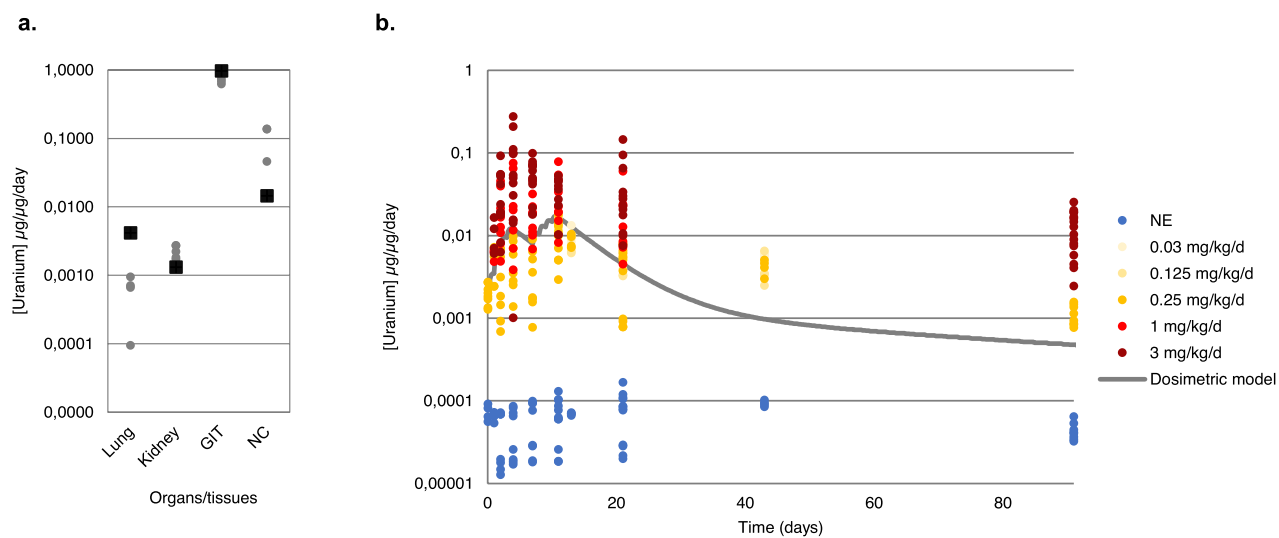 a.
1,0000
0,1000
0,0100
0,0010
0,0001
0,0000
[Uranium] µg/µg/day
Lung
Kidney
GIT
NC
Organs/tissues
b.
1
0,1
0,01
0,001
0,0001
0,00001
[Uranium] µg/µg/day
0
20
40
60
80
Time (days)
NE
0.03 mg/kg/d
0.125 mg/kg/d
0.25 mg/kg/d
1 mg/kg/d
3 mg/kg/d
Dosimetric model